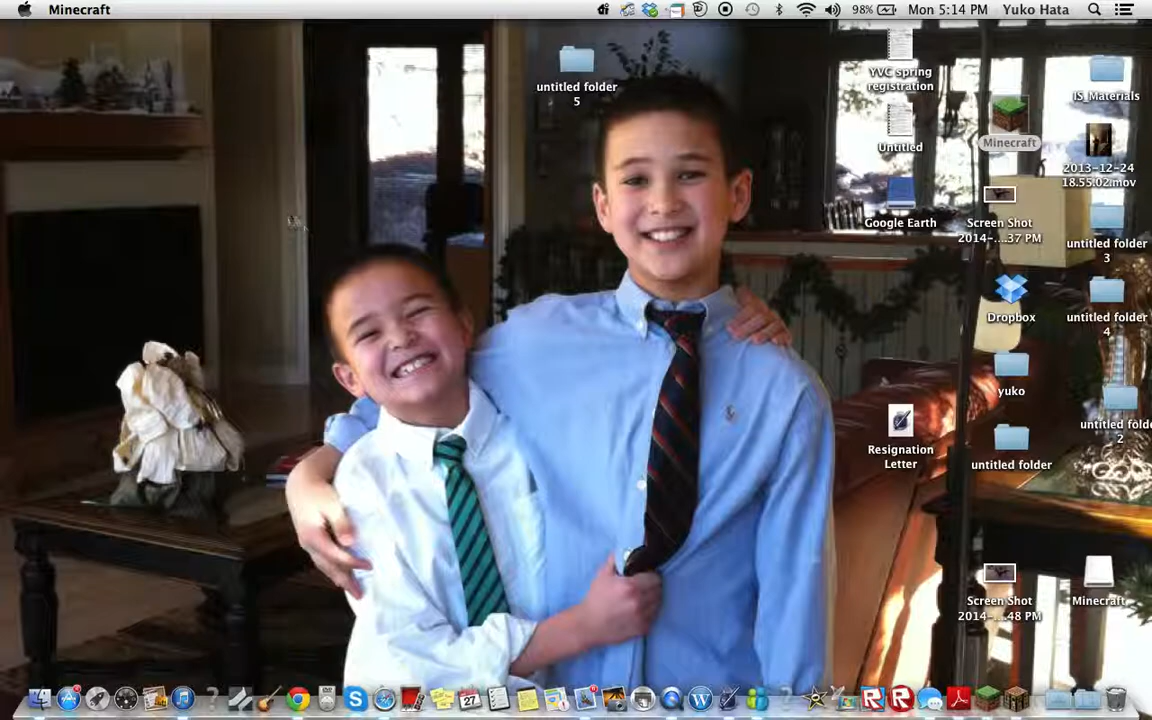 Minecraft
98%
Mon 5:14 PM
Yuko Hata
untitled folder
5
YVC spring
registration
Untitled
Google Earth
Resignation
Letter
Minecraft
Screen Shot
2014-....37 PM
Dropbox
yuko
untitled folder
Screen Shot
2014-....48 PM
IS_Materials
2013-12-24
18.55.02.mov
untitled folder
3
untitled folder
4
untitled folde
2
Minecraft
27